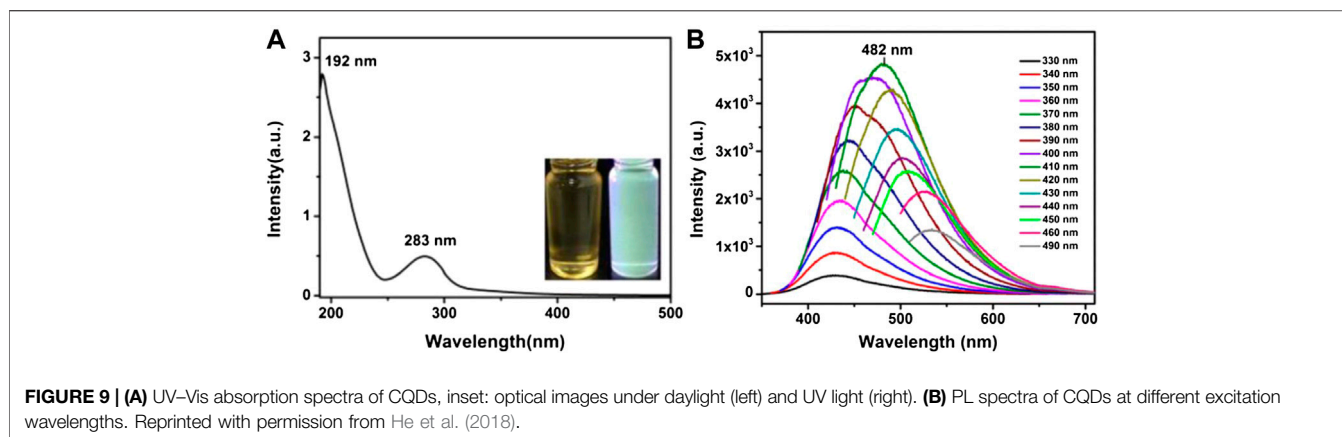 A
192 nm
283 nm
3
2
1
0
Intensity(a.u.)
200
300
400
500
Wavelength(nm)
B
482 nm
5x10³
4x10³
3x10³
2x10³
1x10³
0
Intensity (a.u.)
400
500
600
700
Wavelength (nm)
330 nm
340 nm
350 nm
360 nm
370 nm
380 nm
390 nm
400 nm
410 nm
420 nm
430 nm
440 nm
450 nm
460 nm
490 nm
FIGURE 9 | (A) UV–Vis absorption spectra of CQDs, inset: optical images under daylight (left) and UV light (right). (B) PL spectra of CQDs at different excitation
wavelengths. Reprinted with permission from He et al. (2018).